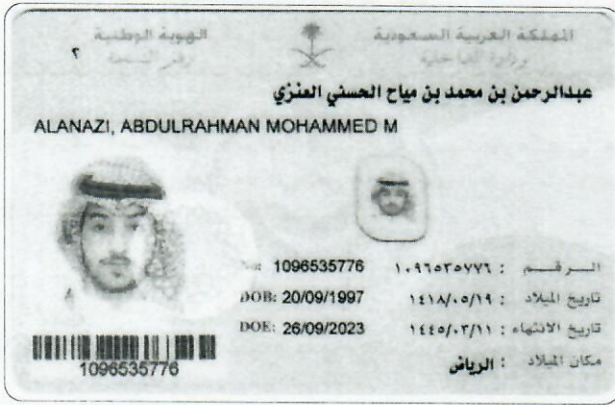 المملكة العربية السعودية
وزارة الداخلية
الهوية الوطنية
رقم النسخة
٢
عبدالرحمن بن محمد بن مياح الحسني العنزي
ALANAZI, ABDULRAHMAN MOHAMMED M
الرقم : ١٠٩٦٥٣٥٧٧٦ 1096535776
تاريخ الميلاد : ١٤١٨/٠٥/١٩ DOB: 20/09/1997
تاريخ الانتهاء : ١٤٤٥/٠٣/١١ DOE: 26/09/2023
مكان الميلاد : الرياض
1096535776